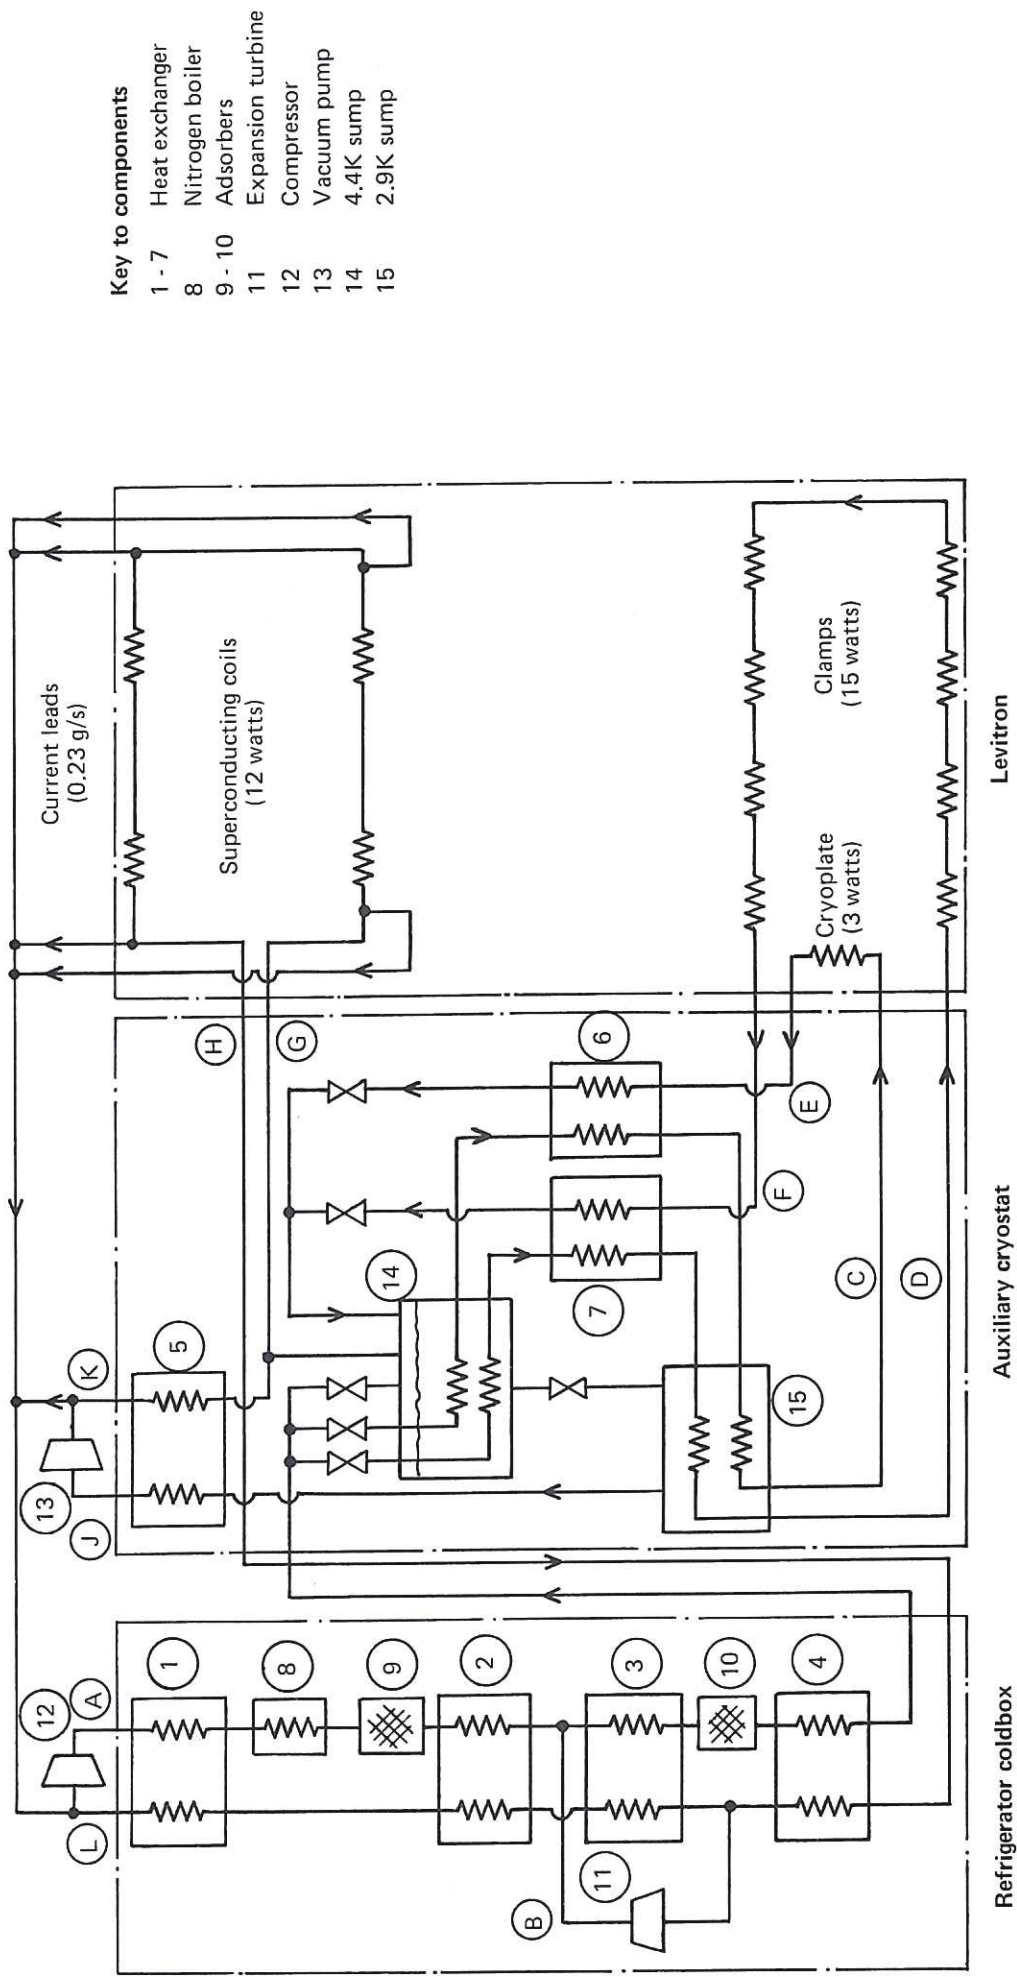 Key to components
1 - 7 Heat exchanger
8 Nitrogen boiler
9 - 10 Adsorbers
11 Expansion turbine
12 Compressor
13 Vacuum pump
14 4.4K sump
15 2.9K sump
Current leads
(0.23 g/s)
Superconducting coils
(12 watts)
Clamps
(15 watts)
Cryoplate
(3 watts)
Levitron
H
G
6
E
F
7
14
C
D
5
K
13
J
15
Auxiliary cryostat
12
A
1
8
9
2
3
10
4
L
11
B
Refrigerator coldbox